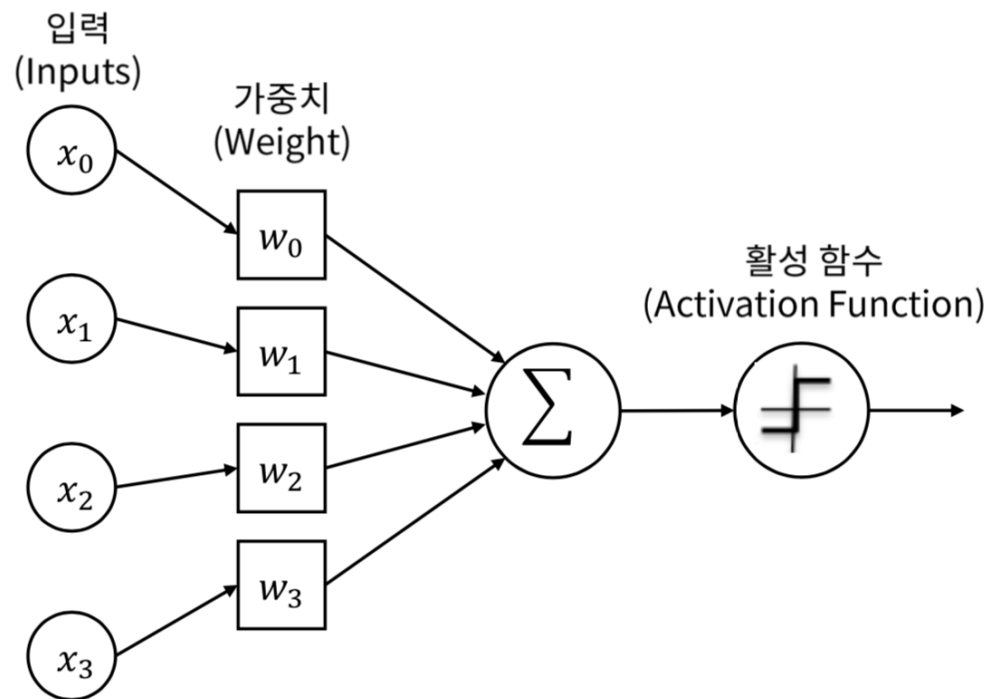 입력
(Inputs)
가중치
(Weight)
x₀
w₀
x₁
w₁
활성 함수
(Activation Function)
∑
x₂
w₂
x₃
w₃